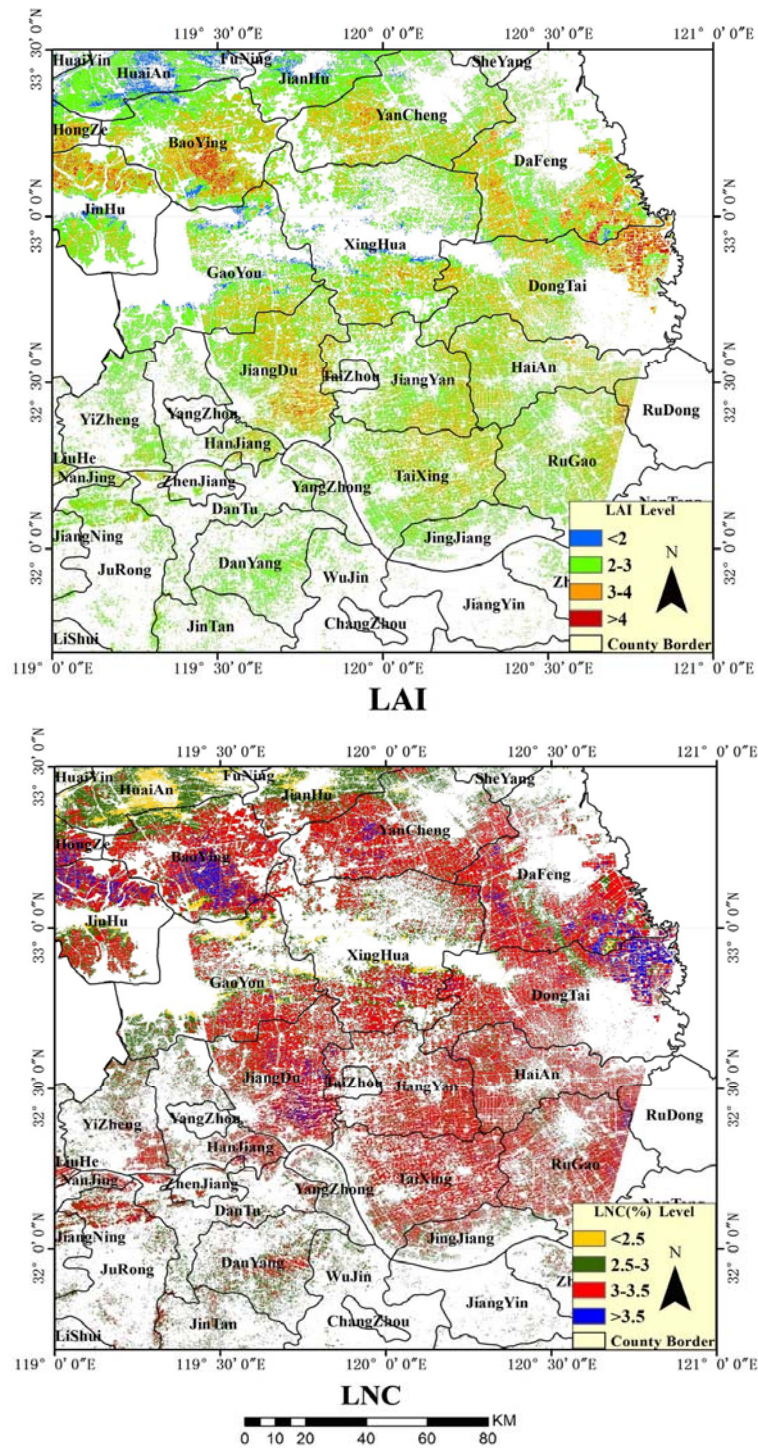 119° 30′ 0″E 120° 0′ 0″E 120° 30′ 0″E 121° 0′ 0″E
33° 30′ 0″N
HuaiYin FuNing SheYang
HuaiAn JianHu
YanCheng
HongZe
BaoYing
DaFeng
JinHu
33° 0′ 0″N
XingHua
GaoYou
DongTai
JiangDu TaiZhou JiangYan HaiAn
32° 30′ 0″N
YiZheng YangZhou RuDong
HanJiang
LiuHe RuGao
NanJing ZhenJiang YangZhong TaiXing
DanTu
JiangNing JingJiang
DanYang
32° 0′ 0″N
JuRong WuJin
JiangYin
JinTan ChangZhou
LiShui
LAI Level
<2
2-3
3-4
>4
County Border
N
119° 0′ 0″E 119° 30′ 0″E 120° 0′ 0″E 120° 30′ 0″E 121° 0′ 0″E
LAI
119° 30′ 0″E 120° 0′ 0″E 120° 30′ 0″E 121° 0′ 0″E
33° 30′ 0″N
HuaiYin FuNing SheYang
HuaiAn JianHu
YanCheng
HongZe
BaoYing
DaFeng
JinHu
33° 0′ 0″N
XingHua
GaoYou
DongTai
JiangDu TaiZhou JiangYan HaiAn
32° 30′ 0″N
YiZheng YangZhou RuDong
HanJiang
LiuHe RuGao
NanJing ZhenJiang YangZhong TaiXing
DanTu
JiangNing JingJiang
DanYang
32° 0′ 0″N
JuRong WuJin
JiangYin
JinTan ChangZhou
LiShui
LNC(%) Level
<2.5
2.5-3
3-3.5
>3.5
County Border
N
119° 0′ 0″E 119° 30′ 0″E 120° 0′ 0″E 120° 30′ 0″E 121° 0′ 0″E
LNC
KM
0 10 20 40 60 80